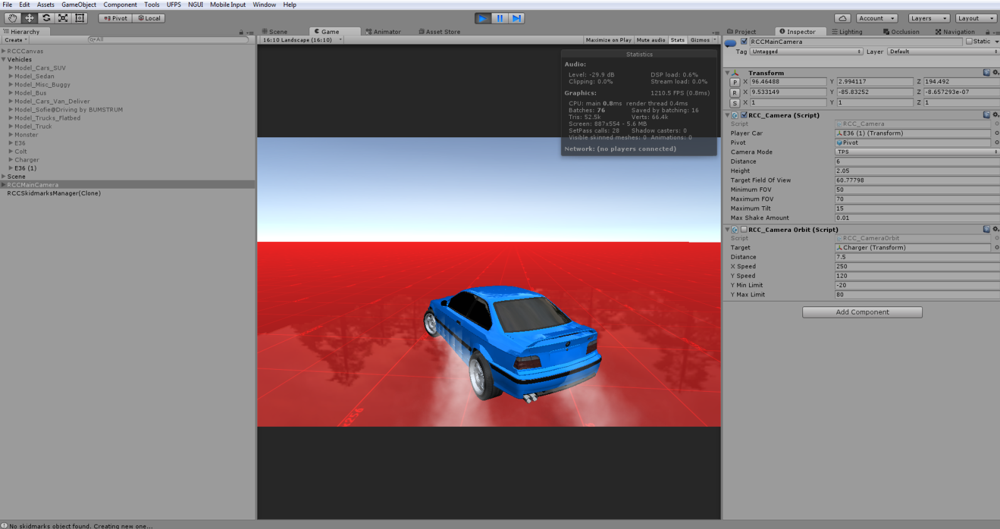 File Edit Assets GameObject Component Tools UFPS NGUI Mobile Input Window Help
Pivot Local Account Layers Layout
Hierarchy
Create All
RCCCanvas
Vehicles
Model_Cars_SUV
Model_Sedan
Model_Misc_Buggy
Model_Bus
Model_Cars_Van_Deliver
Model_Sofie@Driving by BUMSTRUM
Model_Trucks_Flatbed
Model_Truck
Monster
E36
Colt
Charger
E36 (1)
Scene
RCCMainCamera
RCCSkidmarksManager(Clone)
Scene Game Animator Asset Store
16:10 Landscape (16:10) Maximize on Play Mute audio Stats Gizmos
Statistics
Audio:
Level: -29.9 dB DSP load: 0.6%
Clipping: 0.0% Stream load: 0.0%
Graphics: 1210.5 FPS (0.8ms)
CPU: main 0.8ms render thread 0.4ms
Batches: 76 Saved by batching: 16
Tris: 52.5k Verts: 66.4k
Screen: 887x554 - 5.6 MB
SetPass calls: 28 Shadow casters: 0
Visible skinned meshes: 0 Animations: 0
Network: (no players connected)
Project Inspector Lighting Occlusion Navigation
RCCMainCamera Static
Tag Untagged Layer Default
Transform
P X 96.46488 Y 2.994117 Z 194.492
R X 9.533149 Y -85.83252 Z -8.657293e-07
S X 1 Y 1 Z 1
RCC_Camera (Script)
Script RCC_Camera
Player Car E36 (1) (Transform)
Pivot Pivot
Camera Mode TPS
Distance 6
Height 2.05
Target Field Of View 60.77798
Minimum FOV 50
Maximum FOV 70
Maximum Tilt 15
Max Shake Amount 0.01
RCC_Camera Orbit (Script)
Script RCC_CameraOrbit
Target Charger (Transform)
Distance 7.5
X Speed 250
Y Speed 120
Y Min Limit -20
Y Max Limit 80
Add Component
No skidmarks object found. Creating new one...